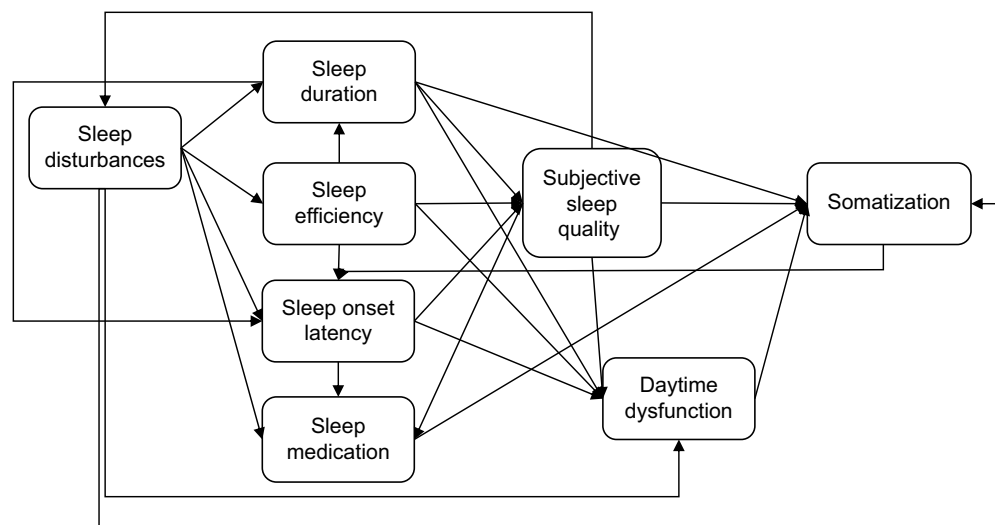 Sleep
duration
Sleep
disturbances
Sleep
efficiency
Subjective
sleep
quality
Somatization
Sleep onset
latency
Daytime
dysfunction
Sleep
medication